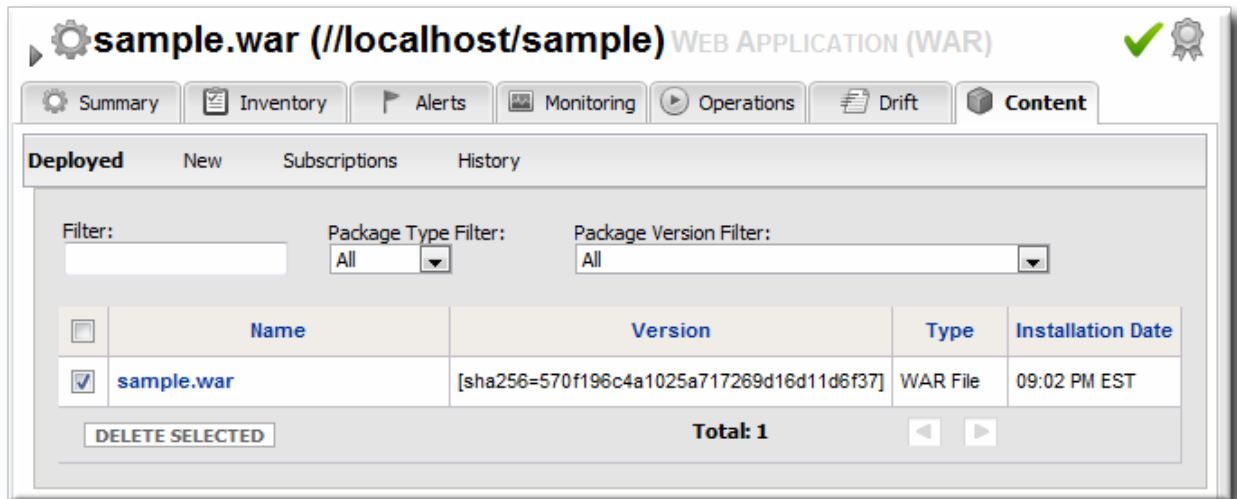 sample.war (//localhost/sample) WEB APPLICATION (WAR)
Summary Inventory Alerts Monitoring Operations Drift Content
Deployed New Subscriptions History
Filter: Package Type Filter: Package Version Filter:
All All
Name Version Type Installation Date
sample.war [sha256=570f196c4a1025a717269d16d11d6f37] WAR File 09:02 PM EST
DELETE SELECTED Total: 1